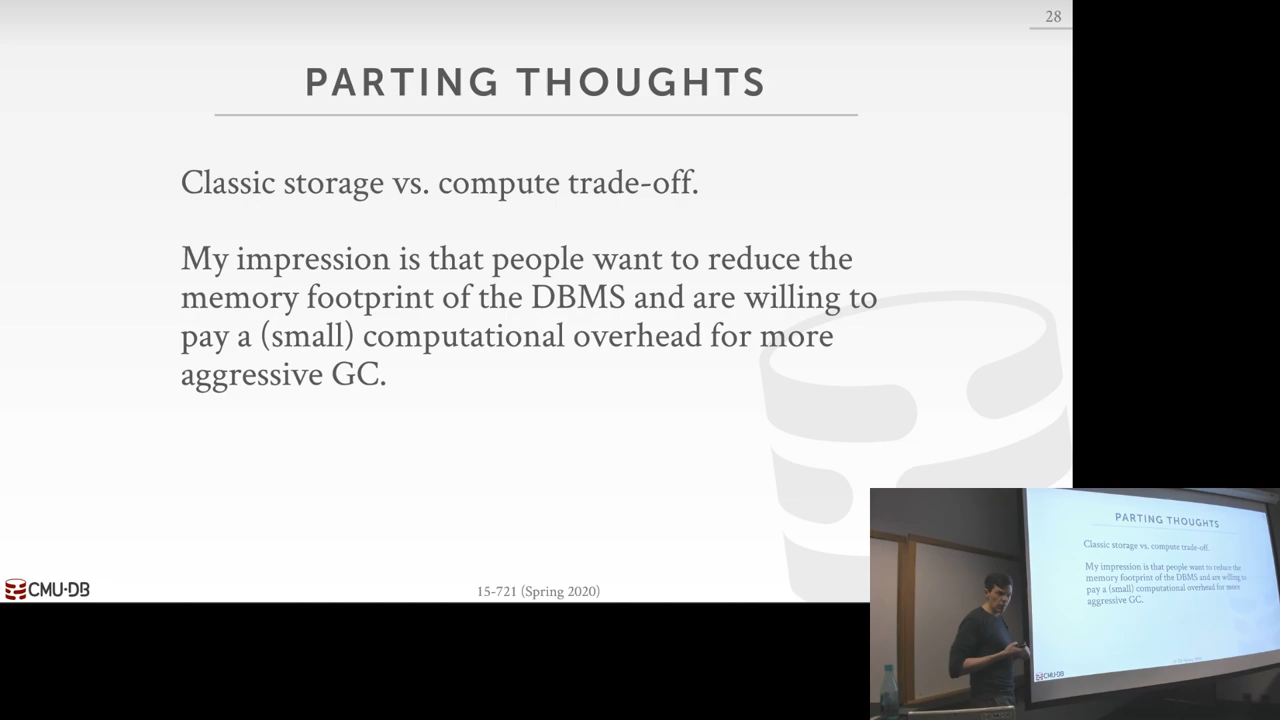 28
PARTING THOUGHTS
Classic storage vs. compute trade-off.
My impression is that people want to reduce the
memory footprint of the DBMS and are willing to
pay a (small) computational overhead for more
aggressive GC.
CMU·DB
15-721 (Spring 2020)
PARTING THOUGHTS
Classic storage vs. compute trade-off.
My impression is that people want to reduce the
memory footprint of the DBMS and are willing to
pay a (small) computational overhead for more
aggressive GC.
CMU·DB